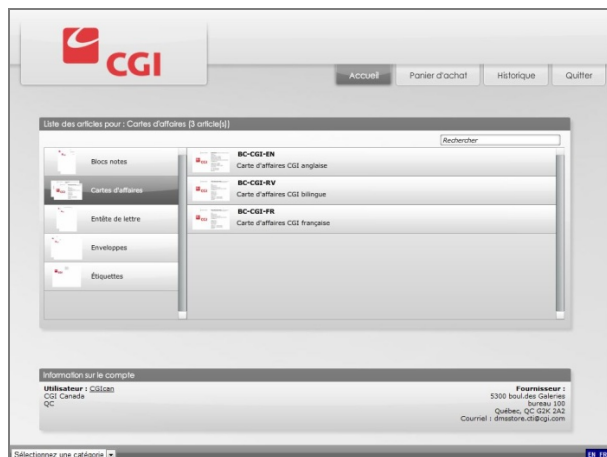 CGI
Accueil
Panier d'achat
Historique
Quitter
Liste des articles pour : Cartes d'affaires (3 article(s))
Rechercher
Blocs notes
Cartes d'affaires
Entête de lettre
Enveloppes
Étiquettes
BC-CGI-EN
Carte d'affaires CGI anglaise
BC-CGI-RV
Carte d'affaires CGI bilingue
BC-CGI-FR
Carte d'affaires CGI française
Information sur le compte
Utilisateur : CGIcan
CGI Canada
QC
Fournisseur :
5300 boul.des Galeries
bureau 100
Québec, QC G2K 2A2
Courriel : dmsstore.cti@cgi.com
Sélectionnez une catégorie
EN FR